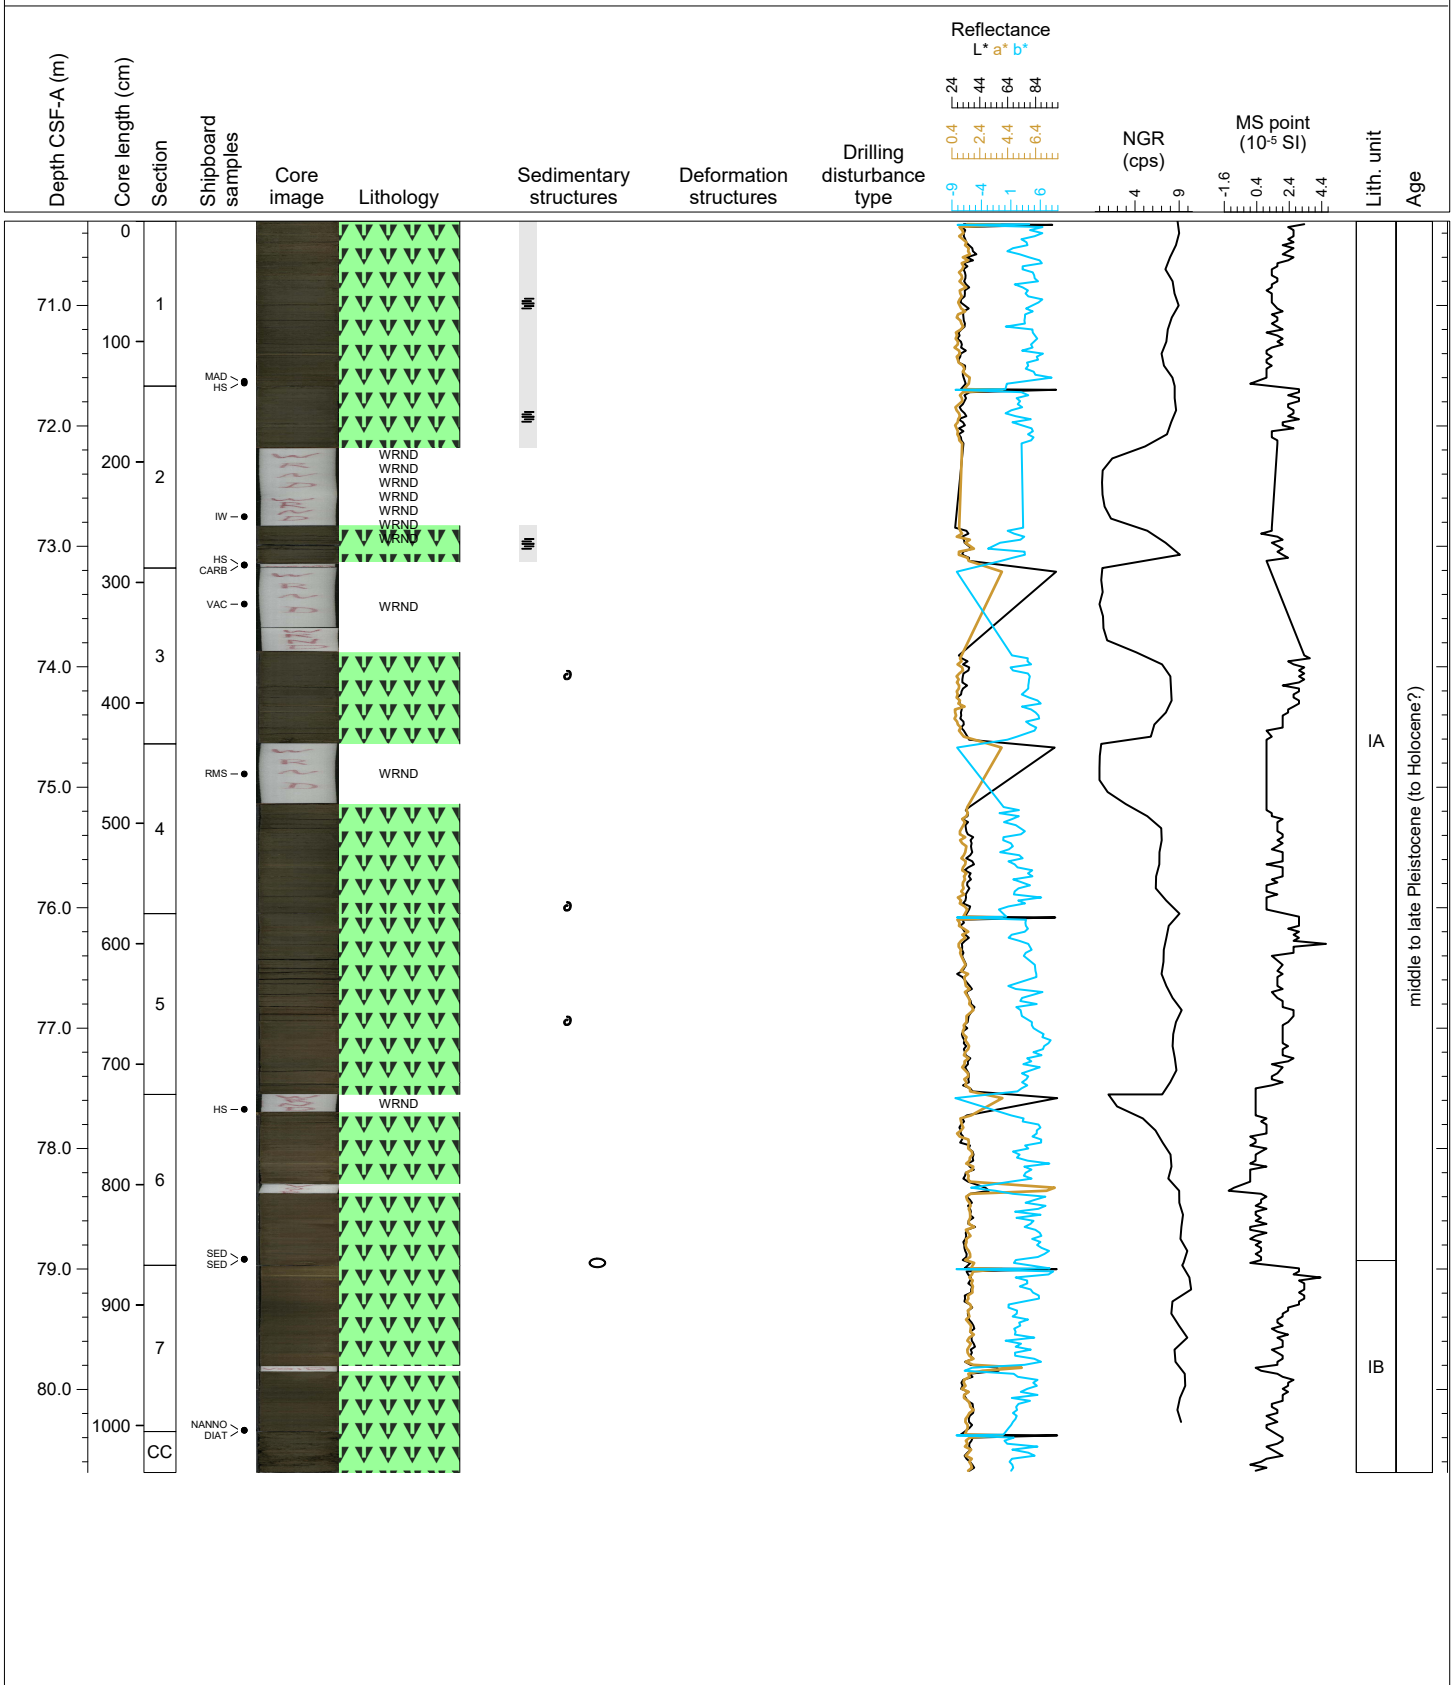 Reflectance
L* a* b*
24 44 64 84
0.4 2.4 4.4 6.4
-9 -4 1 6
Depth CSF-A (m)
Core length (cm)
Section
Shipboard samples
Core image
Lithology
Sedimentary structures
Deformation structures
Drilling disturbance type
NGR (cps)
4 9
MS point (10-5 SI)
-1.6 0.4 2.4 4.4
Lith. unit
Age
0
1
71.0
100
MAD
HS
72.0
WRND
200
WRND
2
WRND
WRND
WRND
IW
WRND
WRND
73.0
HS
CARB
300
VAC
WRND
3
74.0
middle to late Pleistocene (to Holocene?)
400
IA
RMS
WRND
75.0
500
4
76.0
600
5
77.0
700
WRND
HS
78.0
6
800
SED
SED
79.0
900
7
IB
80.0
NANNO
1000
DIAT
CC